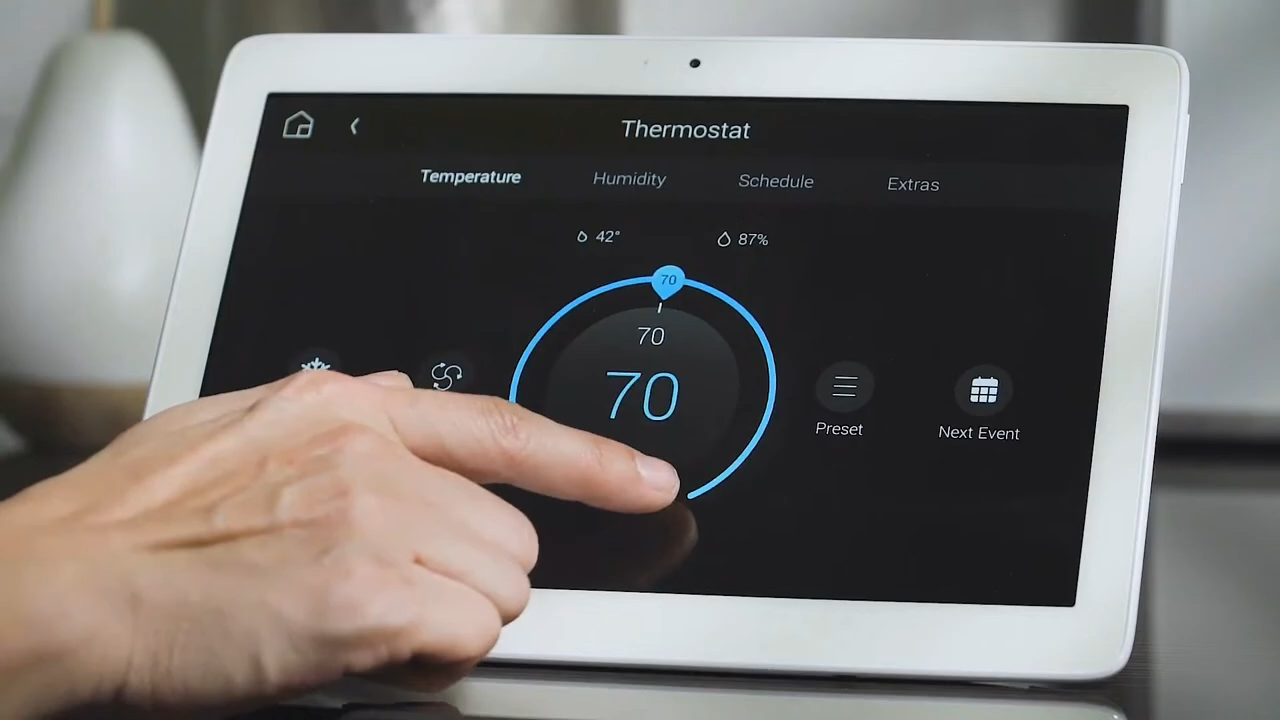 Thermostat
Temperature Humidity Schedule Extras
42° 87%
70
70
70
Preset
Next Event